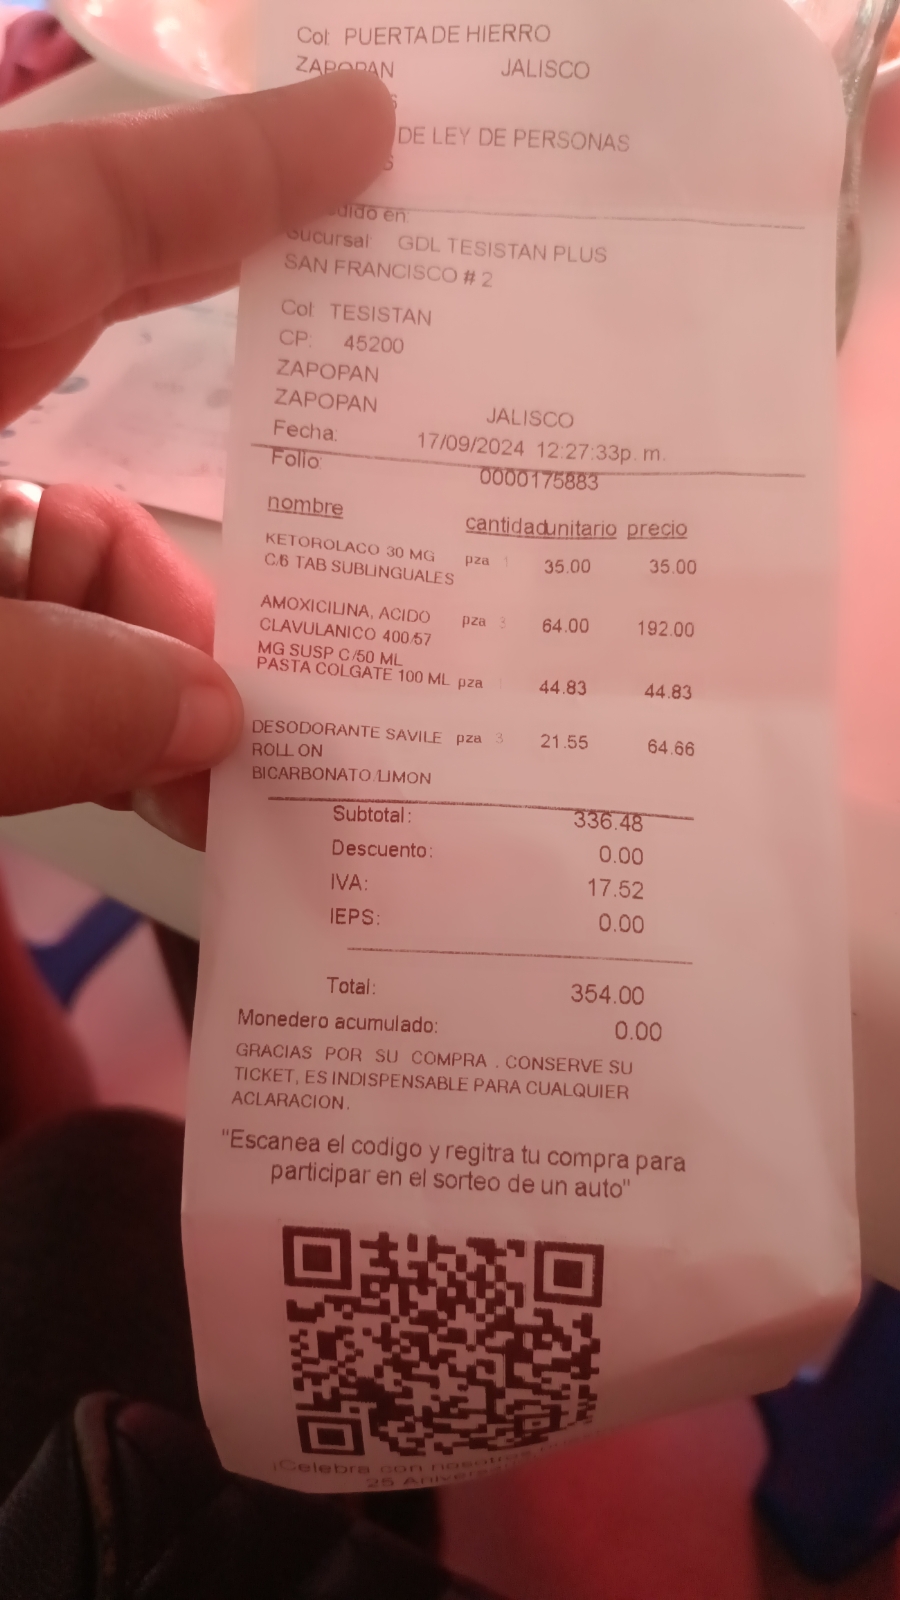 Col: PUERTA DE HIERRO
ZAPOPAN JALISCO
DE LEY DE PERSONAS
en:
Sucursal: GDL TESISTAN PLUS
SAN FRANCISCO # 2
Col: TESISTAN
CP: 45200
ZAPOPAN
ZAPOPAN JALISCO
Fecha: 17/09/2024 12:27:33p. m.
Folio: 0000175883
nombre cantidad unitario precio
KETOROLACO 30 MG pza 1 35.00 35.00
C/6 TAB SUBLINGUALES
AMOXICILINA, ACIDO pza 3 64.00 192.00
CLAVULANICO 400/57
MG SUSP C/50 ML
PASTA COLGATE 100 ML pza 1 44.83 44.83
DESODORANTE SAVILE pza 3 21.55 64.66
ROLL ON
BICARBONATO/LIMON
Subtotal: 336.48
Descuento: 0.00
IVA: 17.52
IEPS: 0.00
Total: 354.00
Monedero acumulado: 0.00
GRACIAS POR SU COMPRA . CONSERVE SU
TICKET, ES INDISPENSABLE PARA CUALQUIER
ACLARACION.
"Escanea el codigo y regitra tu compra para
participar en el sorteo de un auto"
¡Celebra con nosotros
25